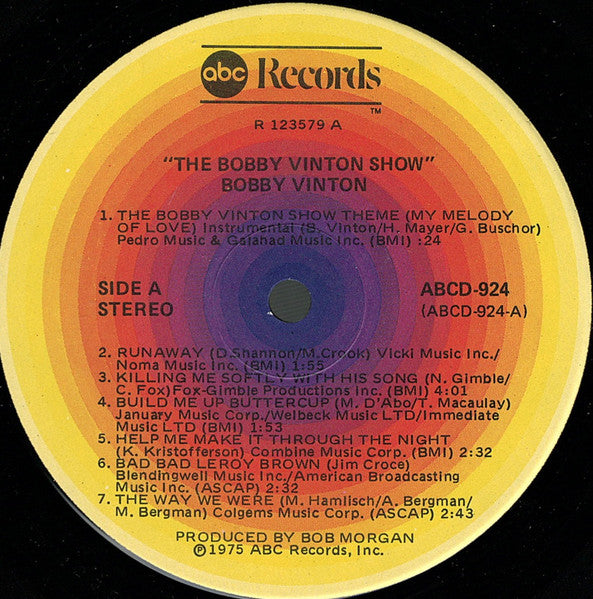 abc Records
TM
R 123579 A
"THE BOBBY VINTON SHOW"
BOBBY VINTON
1. THE BOBBY VINTON SHOW THEME (MY MELODY
OF LOVE) Instrumental (B. Vinton/H. Mayer/G. Buschor)
Pedro Music & Galahad Music Inc. (BMI) :24
SIDE A
STEREO
ABCD-924
(ABCD-924-A)
2. RUNAWAY (D.Shannon/M.Crook) Vicki Music Inc./
Noma Music Inc. (BMI) 1:55
3. KILLING ME SOFTLY WITH HIS SONG (N. Gimble/
C. Fox)Fox-Gimble Productions Inc. (BMI) 4:01
4. BUILD ME UP BUTTERCUP (M. D'Abo/T. Macaulay)
January Music Corp./Welbeck Music LTD/Immediate
Music LTD (BMI) 1:53
5. HELP ME MAKE IT THROUGH THE NIGHT
(K. Kristofferson) Combine Music Corp. (BMI) 2:32
6. BAD BAD LEROY BROWN (Jim Croce)
Blendingwell Music Inc./American Broadcasting
Music Inc. (ASCAP) 2:32
7. THE WAY WE WERE (M. Hamlisch/A. Bergman/
M. Bergman) Colgems Music Corp. (ASCAP) 2:43
PRODUCED BY BOB MORGAN
℗1975 ABC Records, Inc.